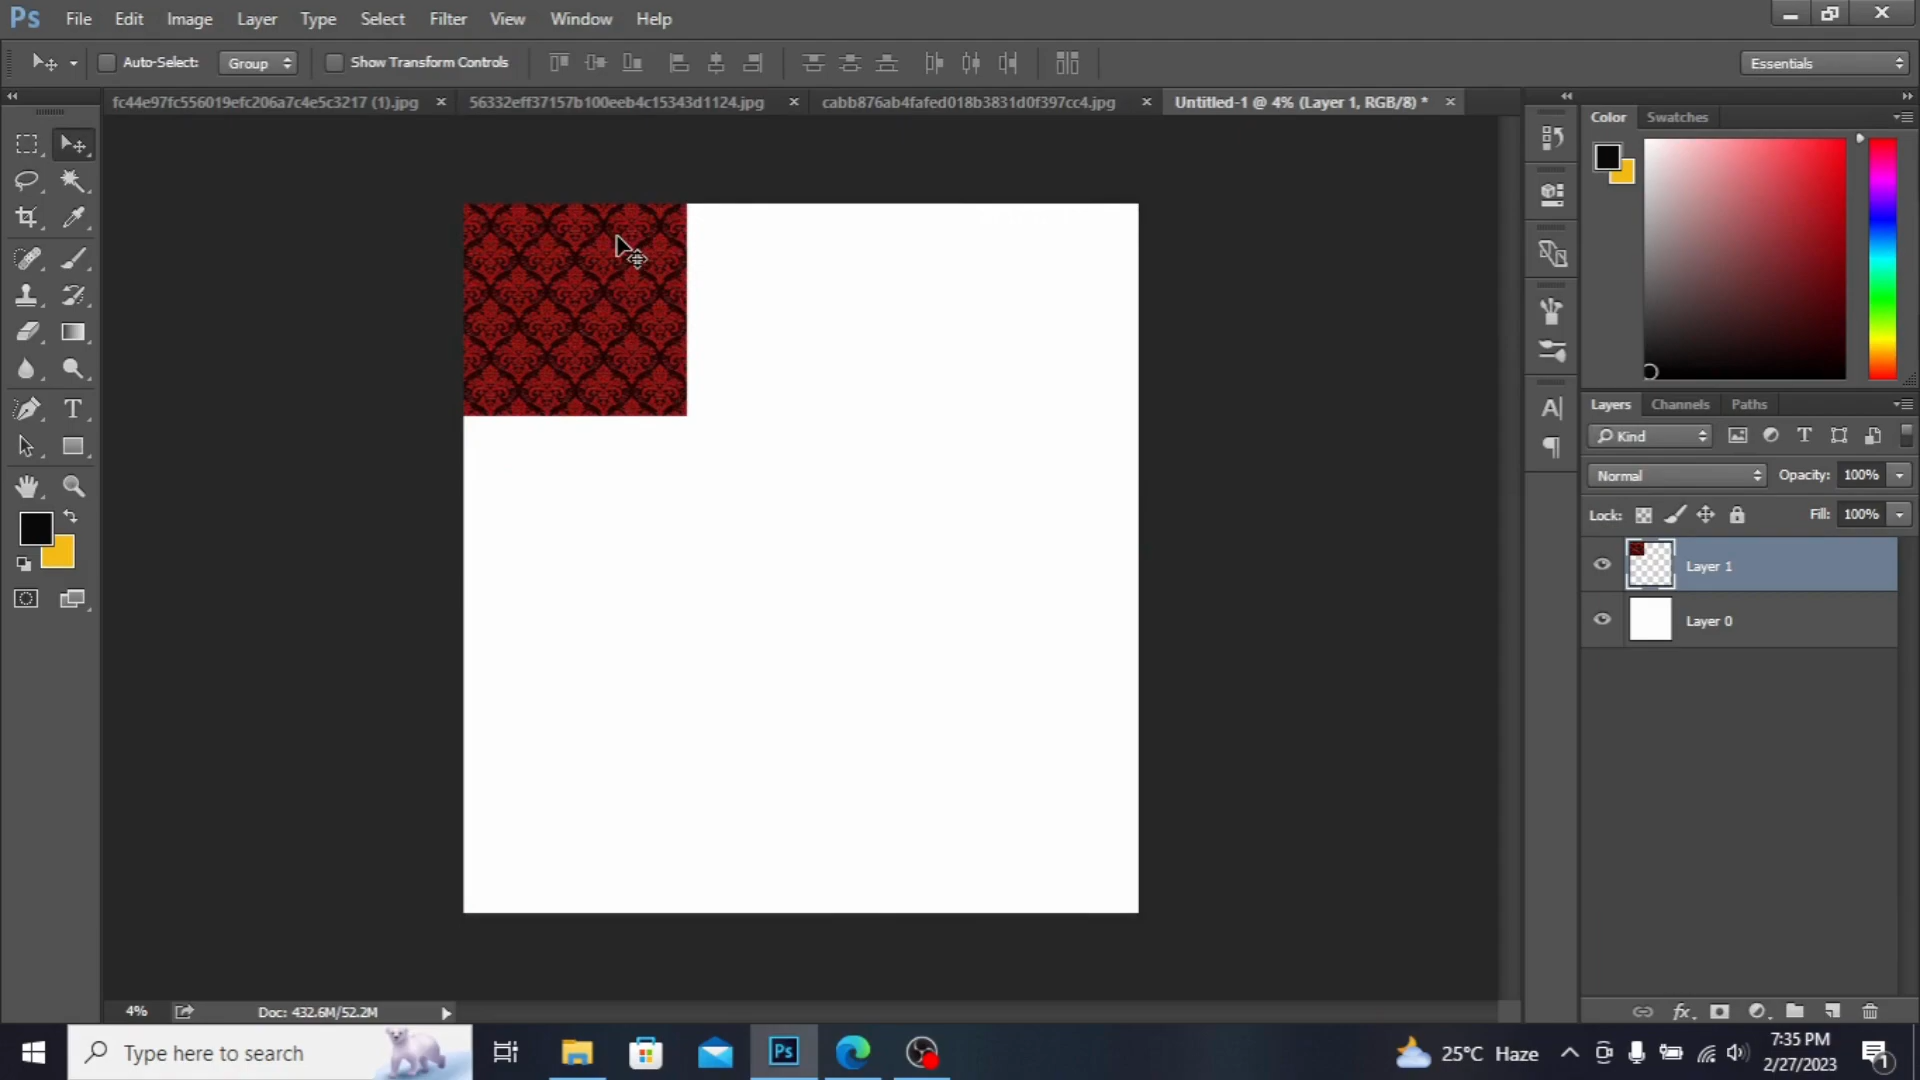 Ps File Edit Image Layer Type Select Filter View Window Help
Auto-Select: Group Show Transform Controls Essentials
fc44e97fc556019efc206a7c4e5c3217 (1).jpg 56332eff37157b100eeb4c15343d1124.jpg cabb876ab4fafed018b3831d0f397cc4.jpg Untitled-1 @ 4% (Layer 1, RGB/8) *
Color Swatches
Layers Channels Paths
Kind
Normal Opacity: 100%
Lock: Fill: 100%
Layer 1
Layer 0
4% Doc: 432.6M/52.2M
Type here to search Ps 25°C Haze 7:35 PM
2/27/2023
1